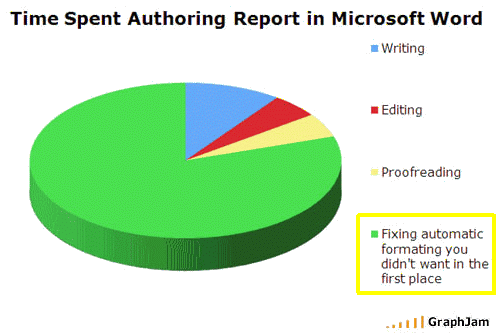 Time Spent Authoring Report in Microsoft Word
Writing
Editing
Proofreading
Fixing automatic
formating you
didn't want in the
first place
GraphJam